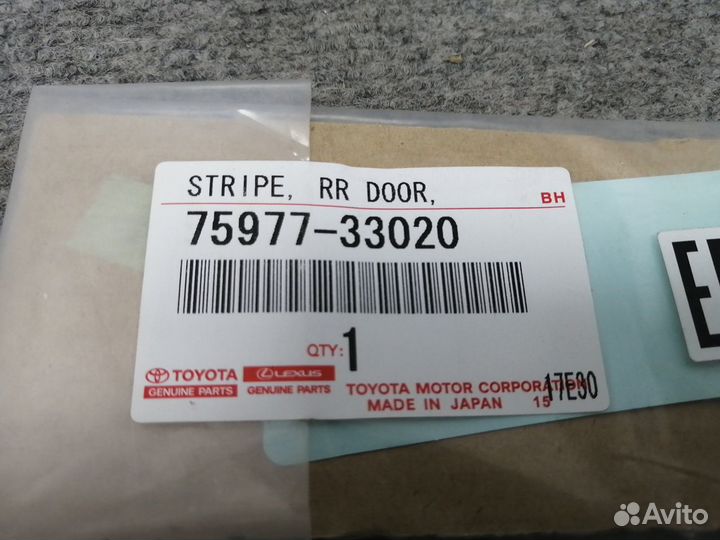 STRIPE, RR DOOR,
BH
75977-33020
QTY: 1
TOYOTA
GENUINE PARTS
LEXUS
GENUINE PARTS
TOYOTA MOTOR CORPORATION
MADE IN JAPAN 15
17E30
Avito